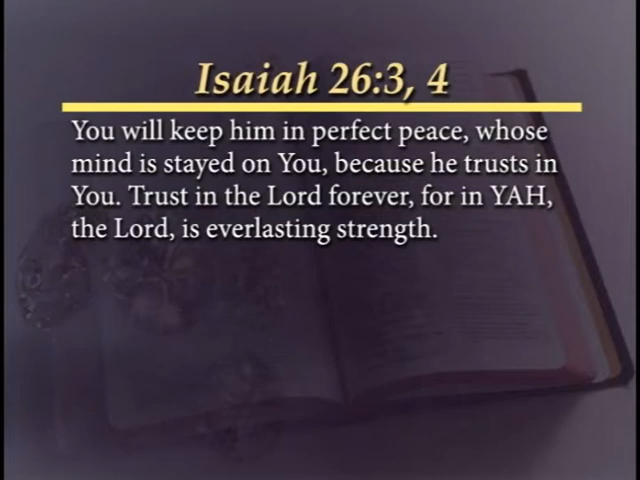 Isaiah 26:3, 4
You will keep him in perfect peace, whose
mind is stayed on You, because he trusts in
You. Trust in the Lord forever, for in YAH,
the Lord, is everlasting strength.